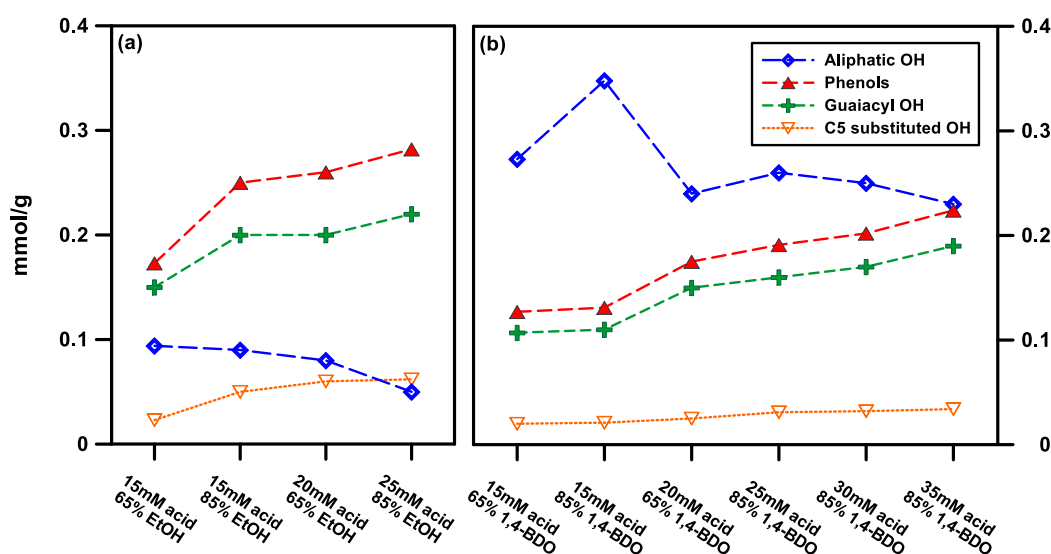 (a)
(b)
Aliphatic OH
Phenols
Guaiacyl OH
C5 substituted OH
mmol/g
0.4
0.3
0.2
0.1
0
0.4
0.3
0.2
0.1
0
15mM acid
65% EtOH
15mM acid
85% EtOH
20mM acid
65% EtOH
25mM acid
85% EtOH
15mM acid
65% 1,4-BDO
15mM acid
85% 1,4-BDO
20mM acid
65% 1,4-BDO
25mM acid
85% 1,4-BDO
30mM acid
85% 1,4-BDO
35mM acid
85% 1,4-BDO